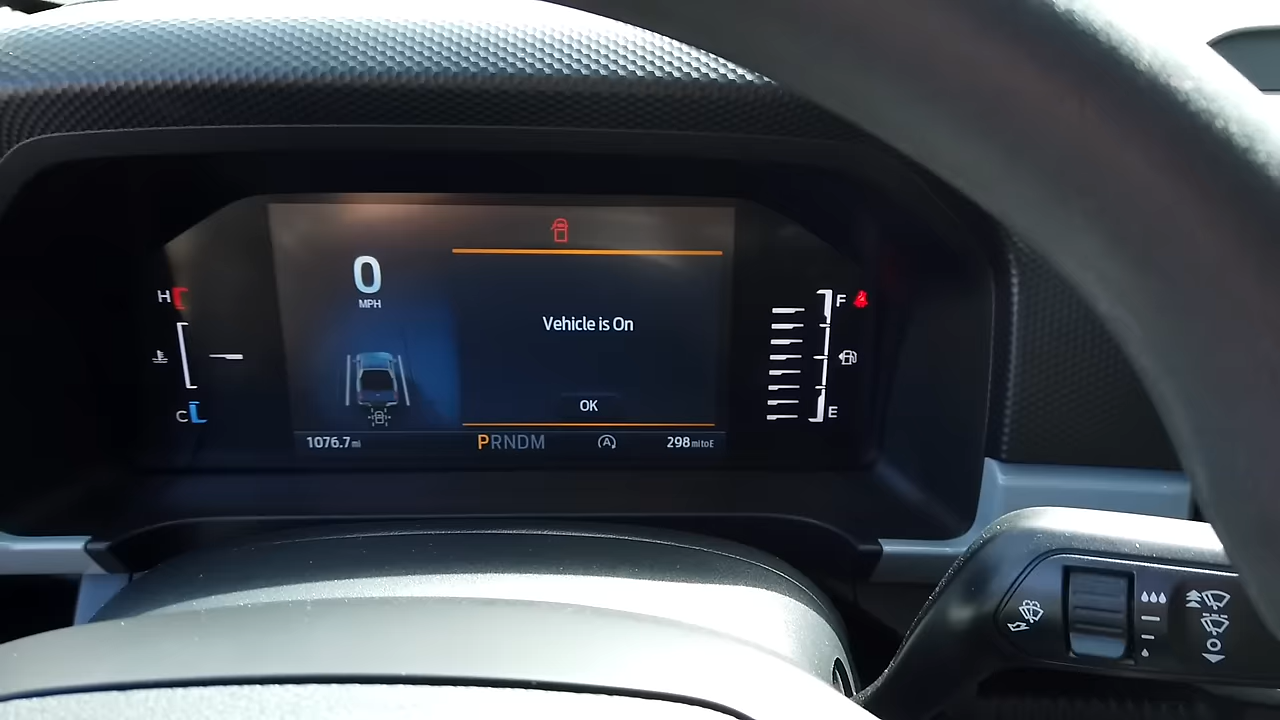 0
MPH
Vehicle is On
OK
H
C
F
E
1076.7 mi
PRNDM
A
298 mi to E